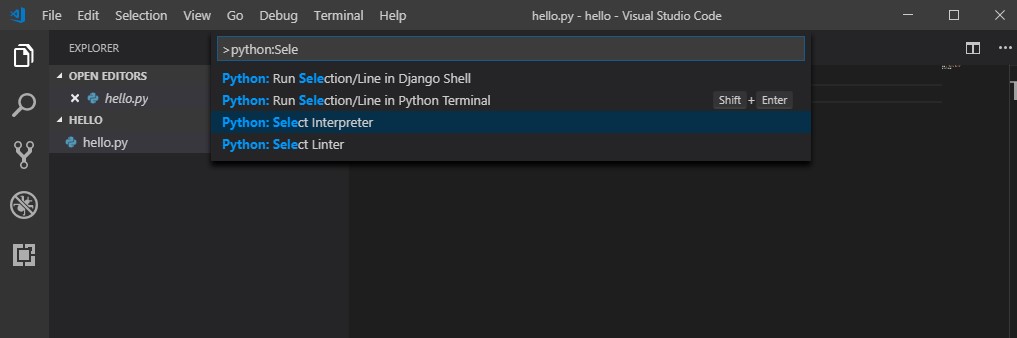 File Edit Selection View Go Debug Terminal Help hello.py - hello - Visual Studio Code
EXPLORER
>python:Sele
OPEN EDITORS
Python: Run Selection/Line in Django Shell
hello.py
Python: Run Selection/Line in Python Terminal Shift + Enter
HELLO
Python: Select Interpreter
hello.py
Python: Select Linter